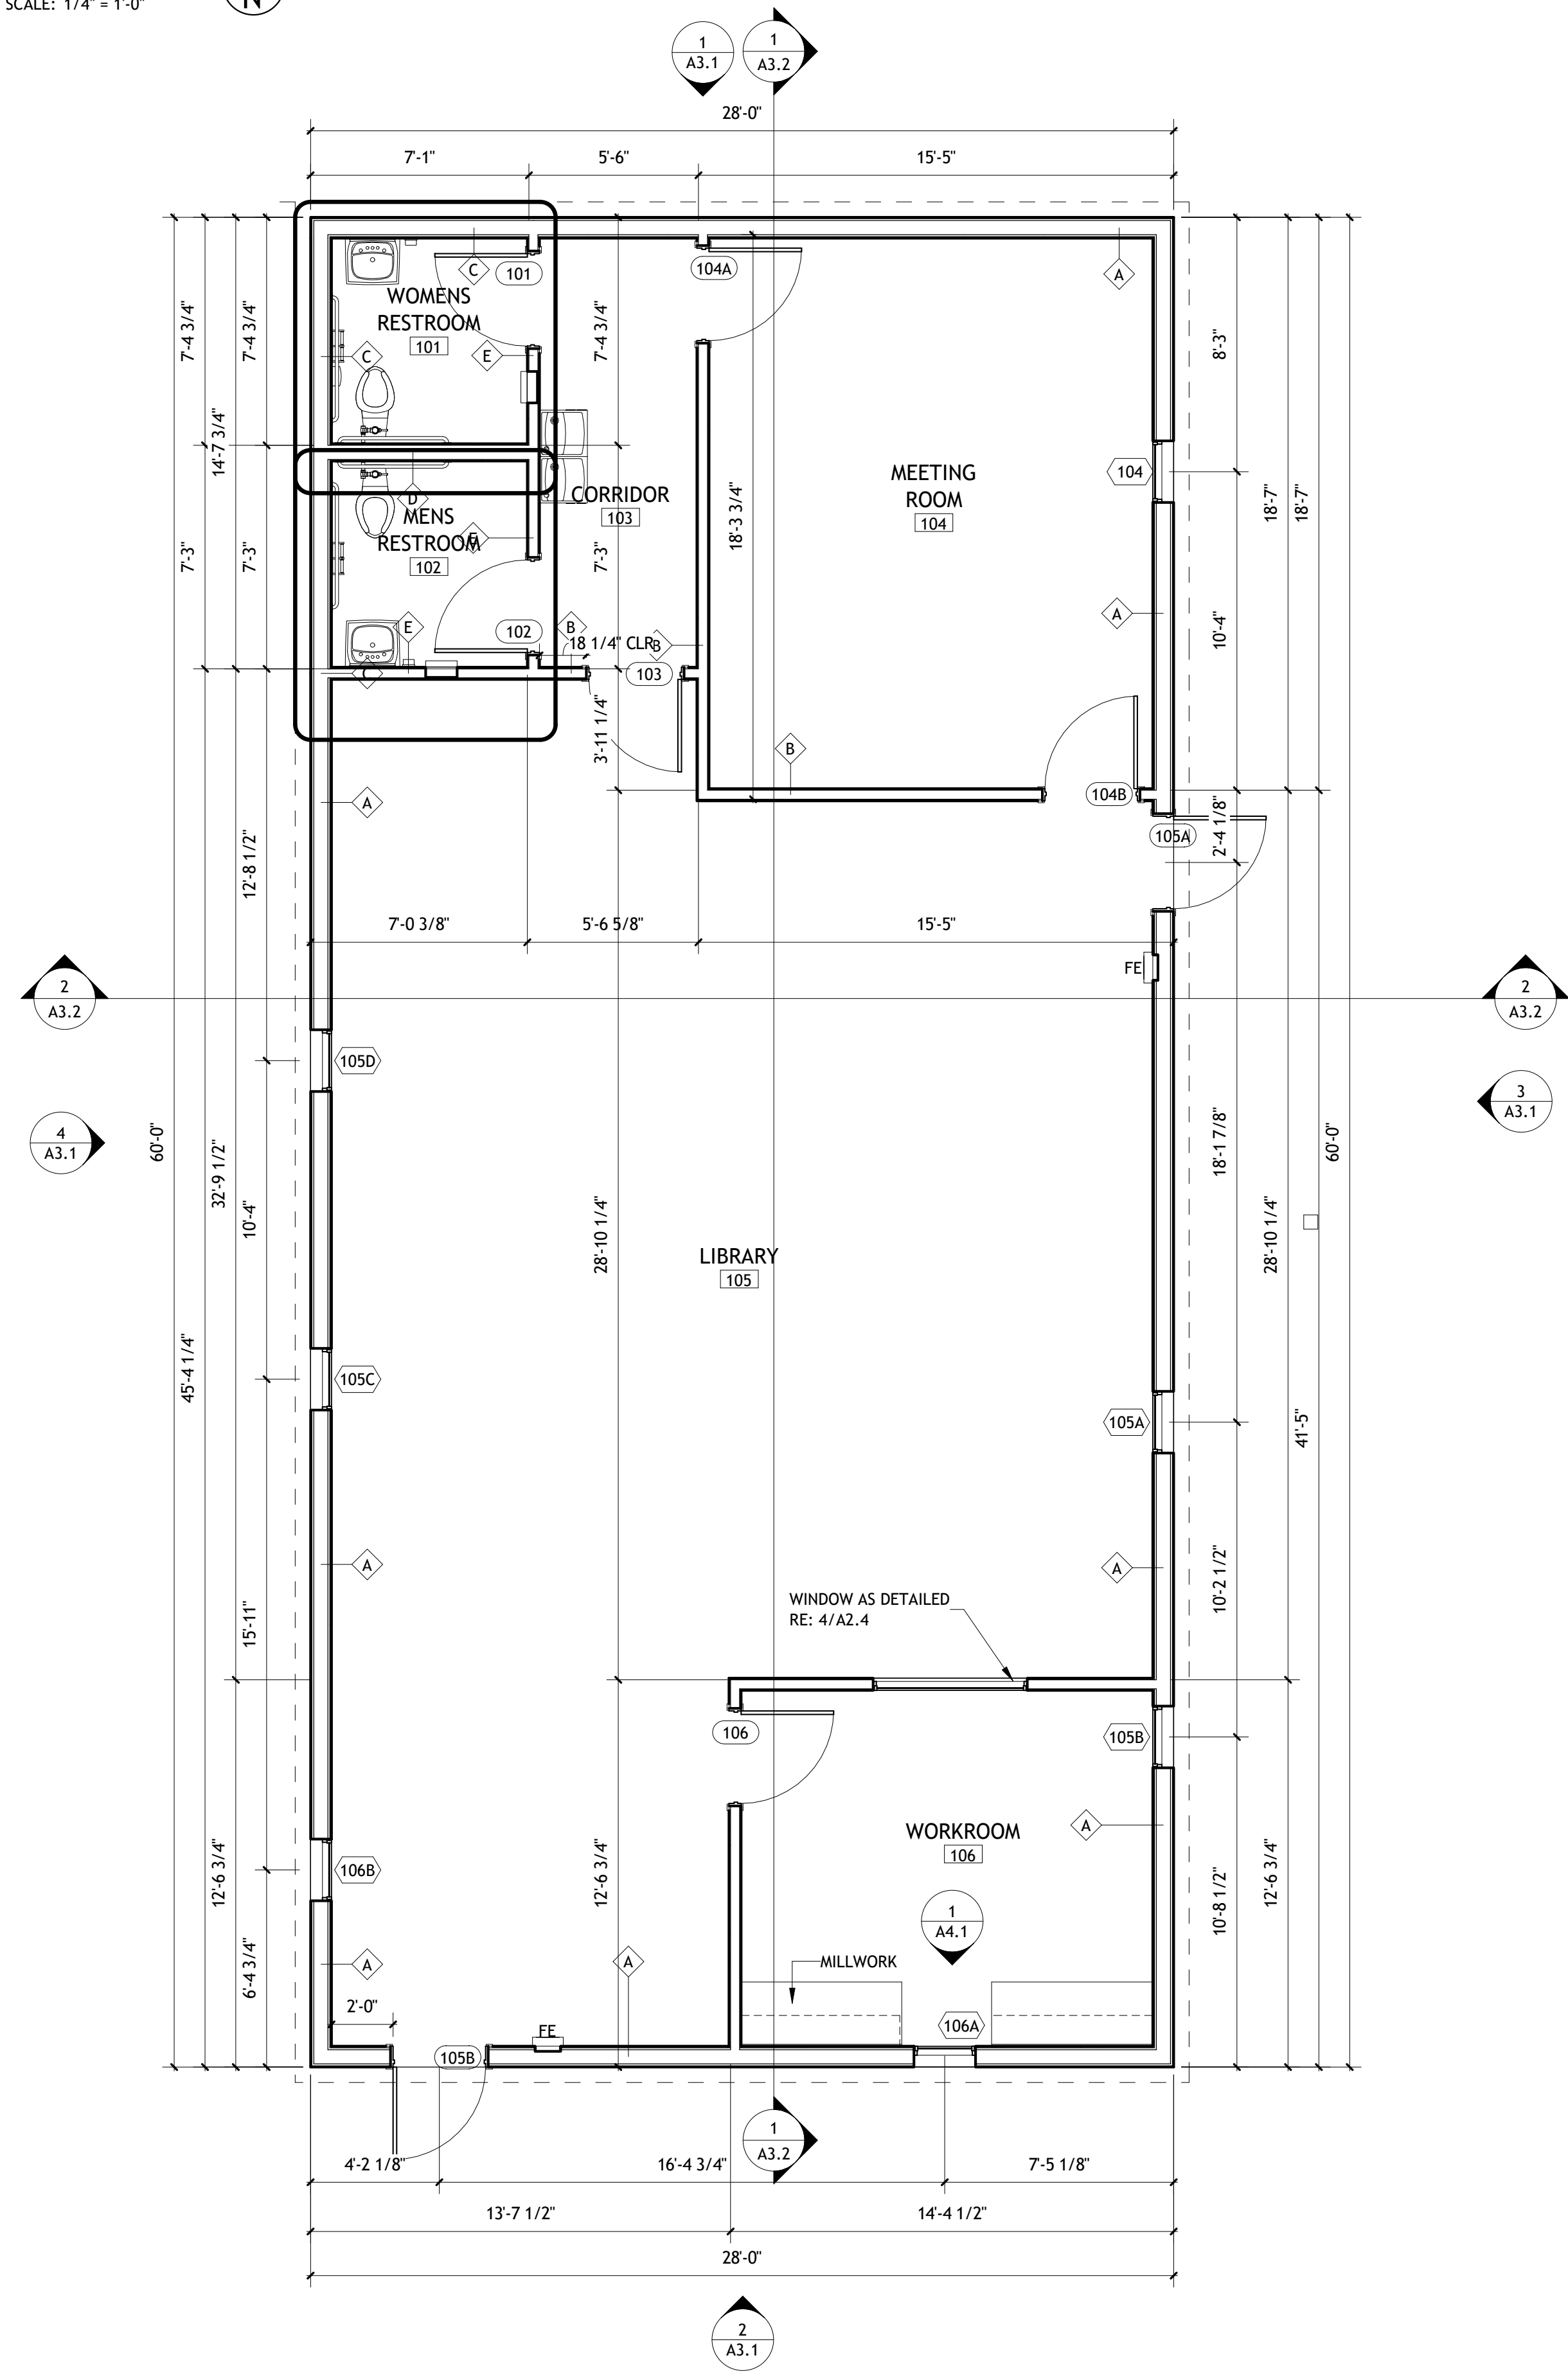 SCALE: 1/4" = 1'-0"
N
1
A3.1
1
A3.2
28'-0"
7'-1"
5'-6"
15'-5"
C
101
104A
A
WOMENS
RESTROOM
101
7'-4 3/4"
7'-4 3/4"
7'-4 3/4"
8'-3"
C
E
14'-7 3/4"
MEETING
ROOM
104
104
D
CORRIDOR
103
18'-3 3/4"
18'-7"
18'-7"
MENS
RESTROOM
102
E
7'-3"
7'-3"
7'-3"
10'-4"
A
E
102
B
18 1/4" CLR
B
C
103
3'-11 1/4"
B
A
104B
105A
2'-4 1/8"
12'-8 1/2"
7'-0 3/8"
5'-6 5/8"
15'-5"
FE
2
A3.2
2
A3.2
105D
3
A3.1
4
A3.1
60'-0"
32'-9 1/2"
10'-4"
28'-10 1/4"
18'-1 7/8"
28'-10 1/4"
60'-0"
LIBRARY
105
45'-4 1/4"
105C
105A
41'-5"
A
A
WINDOW AS DETAILED
RE: 4/A2.4
15'-11"
10'-2 1/2"
106
105B
WORKROOM
106
A
106B
12'-6 3/4"
12'-6 3/4"
10'-8 1/2"
12'-6 3/4"
1
A4.1
6'-4 3/4"
A
A
MILLWORK
2'-0"
FE
106A
105B
1
A3.2
4'-2 1/8"
16'-4 3/4"
7'-5 1/8"
13'-7 1/2"
14'-4 1/2"
28'-0"
2
A3.1